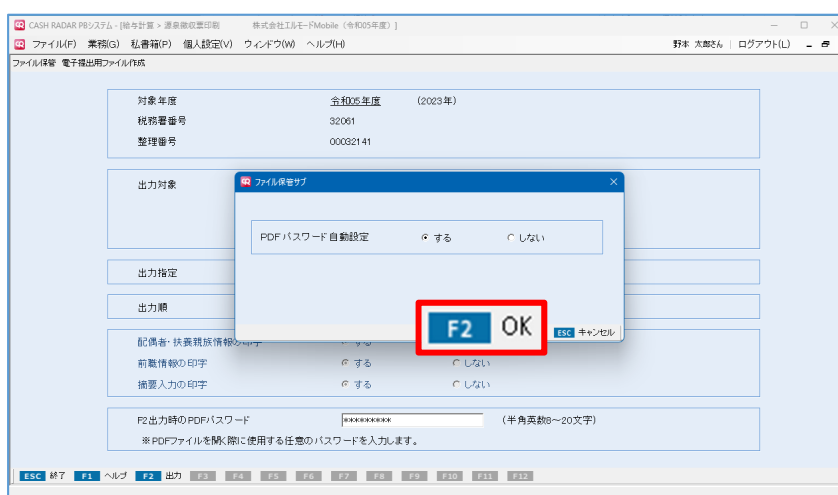 CASH RADAR PBシステム - [給与計算 > 源泉徴収票印刷 株式会社エルモードMobile（令和05年度）]
ファイル(F) 業務(G) 私書箱(P) 個人設定(V) ウィンドウ(W) ヘルプ(H) 野本 太郎さん | ログアウト(L)
ファイル保管 電子提出用ファイル作成
対象年度 令和05年度 （2023年）
税務署番号 32061
整理番号 00032141
出力対象
ファイル保管サブ
PDFパスワード自動設定 する しない
出力指定
出力順
F2 OK ESC キャンセル
配偶者・扶養親族情報の印字 する
前職情報の印字 する しない
摘要入力の印字 する しない
F2出力時のPDFパスワード ********* （半角英数8～20文字）
※PDFファイルを開く際に使用する任意のパスワードを入力します。
ESC 終了 F1 ヘルプ F2 出力 F3 F4 F5 F6 F7 F8 F9 F10 F11 F12